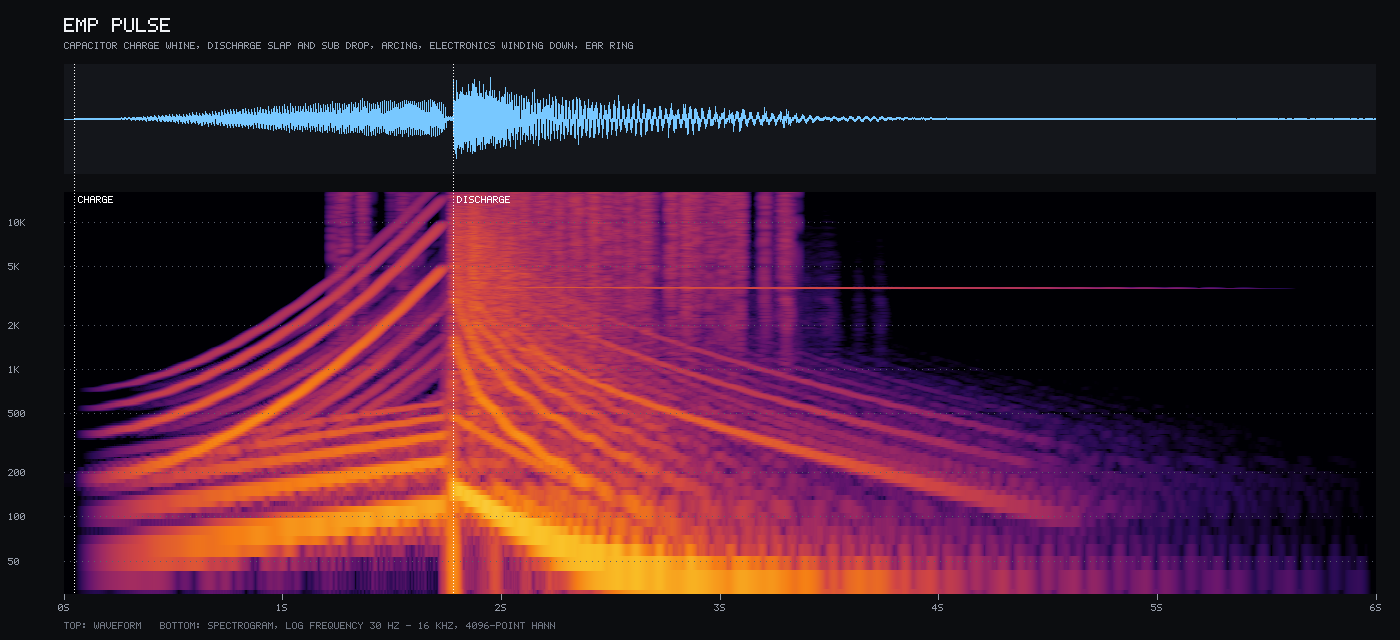 EMP PULSE
CAPACITOR CHARGE WHINE, DISCHARGE SLAP AND SUB DROP, ARCING, ELECTRONICS WINDING DOWN, EAR RING
CHARGE DISCHARGE
10K
5K
2K
1K
500
200
100
50
0S 1S 2S 3S 4S 5S 6S
TOP: WAVEFORM BOTTOM: SPECTROGRAM, LOG FREQUENCY 30 HZ - 16 KHZ, 4096-POINT HANN